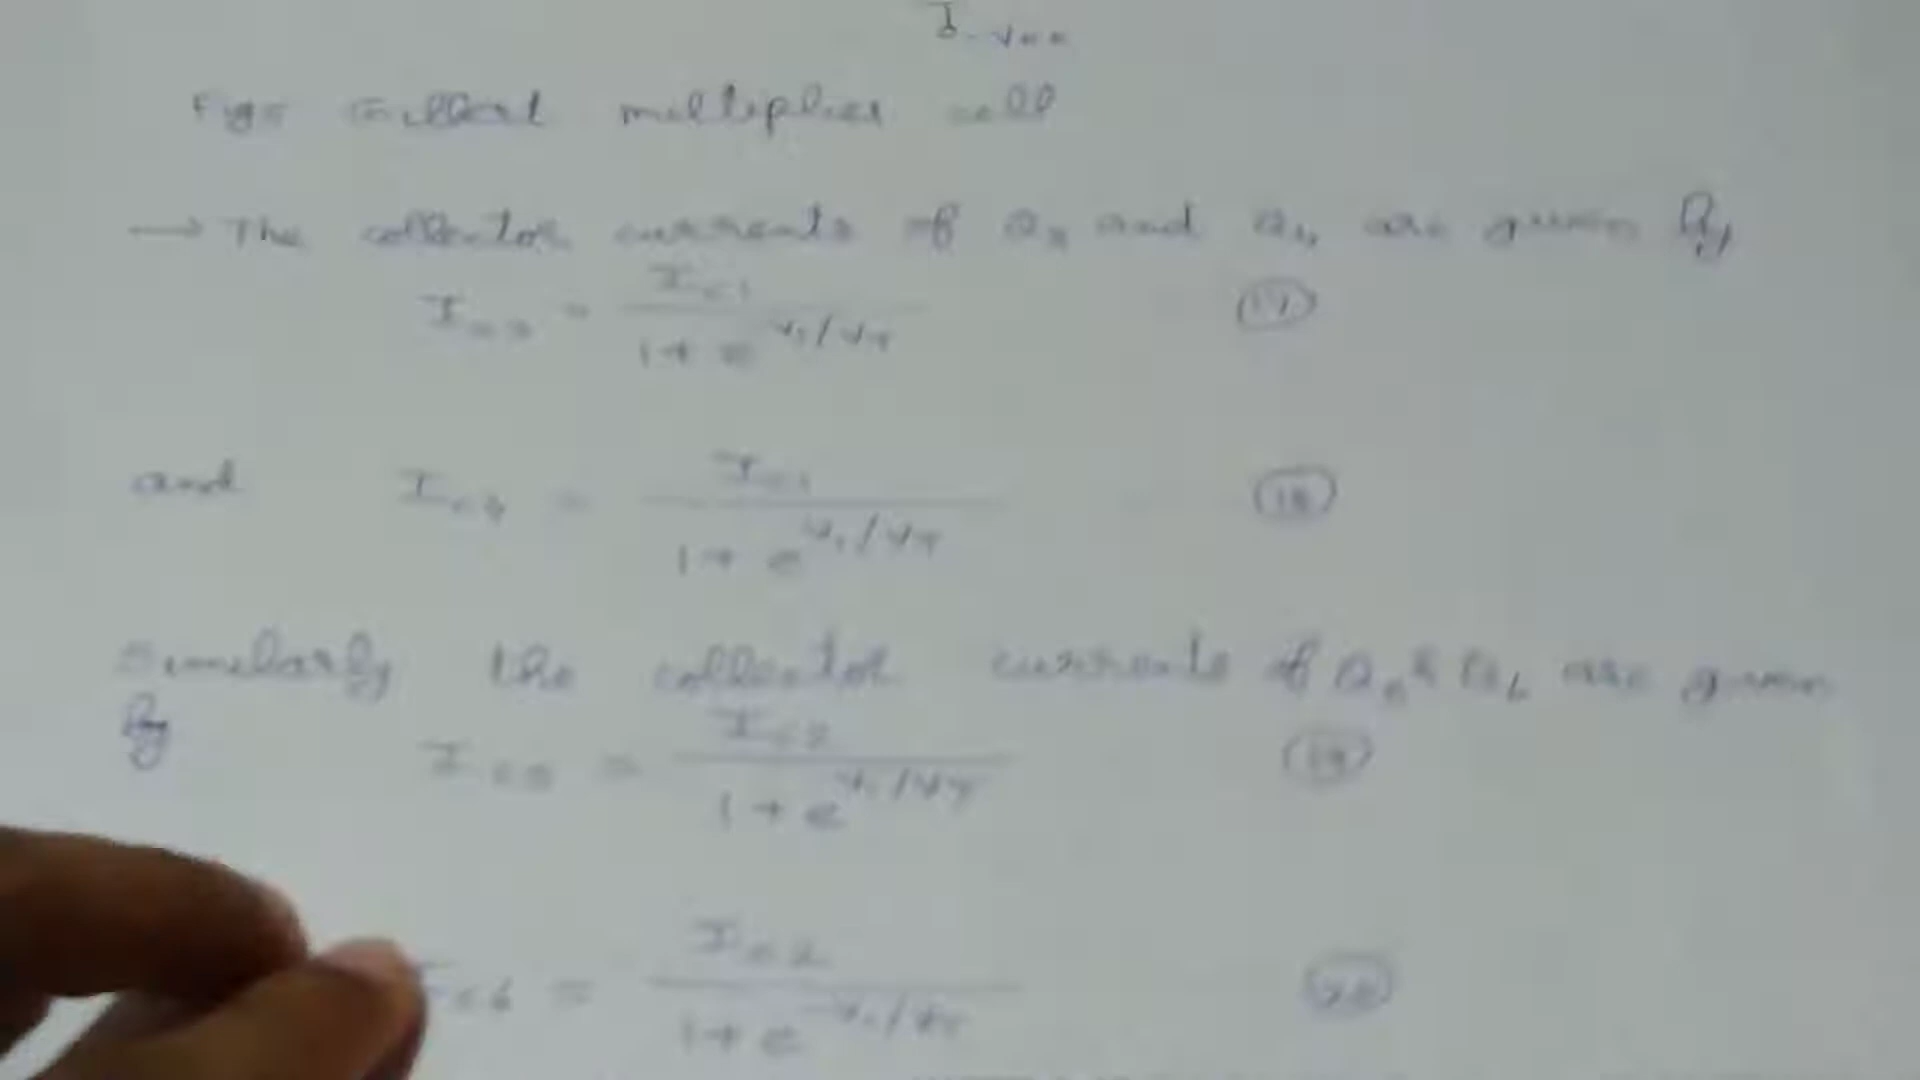 I -VEE
Fig: Gilbert multiplier cell
→ The collector currents of Q3 and Q4 are given by
IC3 = IC1 / (1 + e^(V1/VT)) (17)
and IC4 = IC1 / (1 + e^(V1/VT)) (18)
Similarly the collector currents of Q5 & Q6 are given
by IC5 = IC2 / (1 + e^(V1/VT)) (19)
IC6 = IC2 / (1 + e^(-V1/VT)) (20)